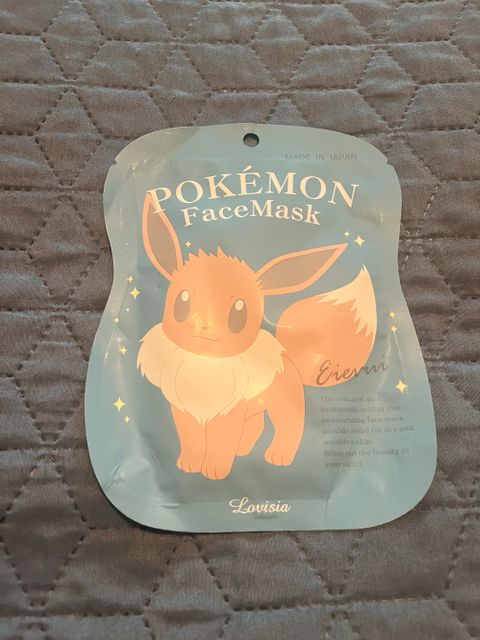 MADE IN JAPAN
POKÉMON
FaceMask
Eievui
The collagen and
hyaluronic acid in this
moisturizing face mask
provide relief for dry and
sensitive skin.
Bring out the beauty in
your skin!
Lovisia